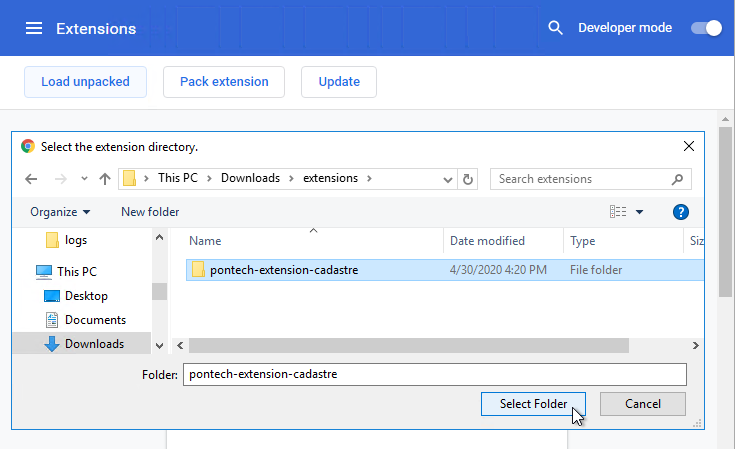 Extensions
Developer mode
Load unpacked
Pack extension
Update
Select the extension directory.
This PC
Downloads
extensions
Search extensions
Organize
New folder
?
logs
Name
Date modified
Type
Siz
This PC
pontech-extension-cadastre
4/30/2020 4:20 PM
File folder
Desktop
Documents
Downloads
Folder:
pontech-extension-cadastre
Select Folder
Cancel